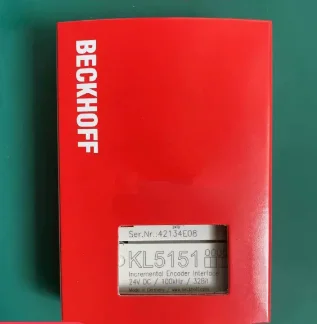 BECKHOFF
Ser.Nr.:42134E08
KL5151
Incremental Encoder Interface
24V DC / 100kHz / 32Bit